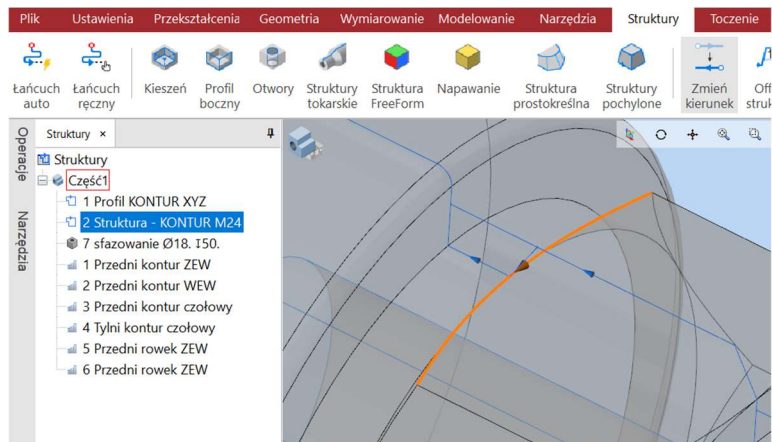 Plik Ustawienia Przekształcenia Geometria Wymiarowanie Modelowanie Narzędzia Struktury Toczenie
Łańcuch auto
Łańcuch ręczny
Kieszeń
Profil boczny
Otwory
Struktury tokarskie
Struktura FreeForm
Napawanie
Struktura prostokreślna
Struktury pochylone
Zmień kierunek
Operacje
Narzędzia
Struktury ×
Struktury
Część1
1 Profil KONTUR XYZ
2 Struktura - KONTUR M24
7 sfazowanie Ø18. I50.
1 Przedni kontur ZEW
2 Przedni kontur WEW
3 Przedni kontur czołowy
4 Tylni kontur czołowy
5 Przedni rowek ZEW
6 Przedni rowek ZEW